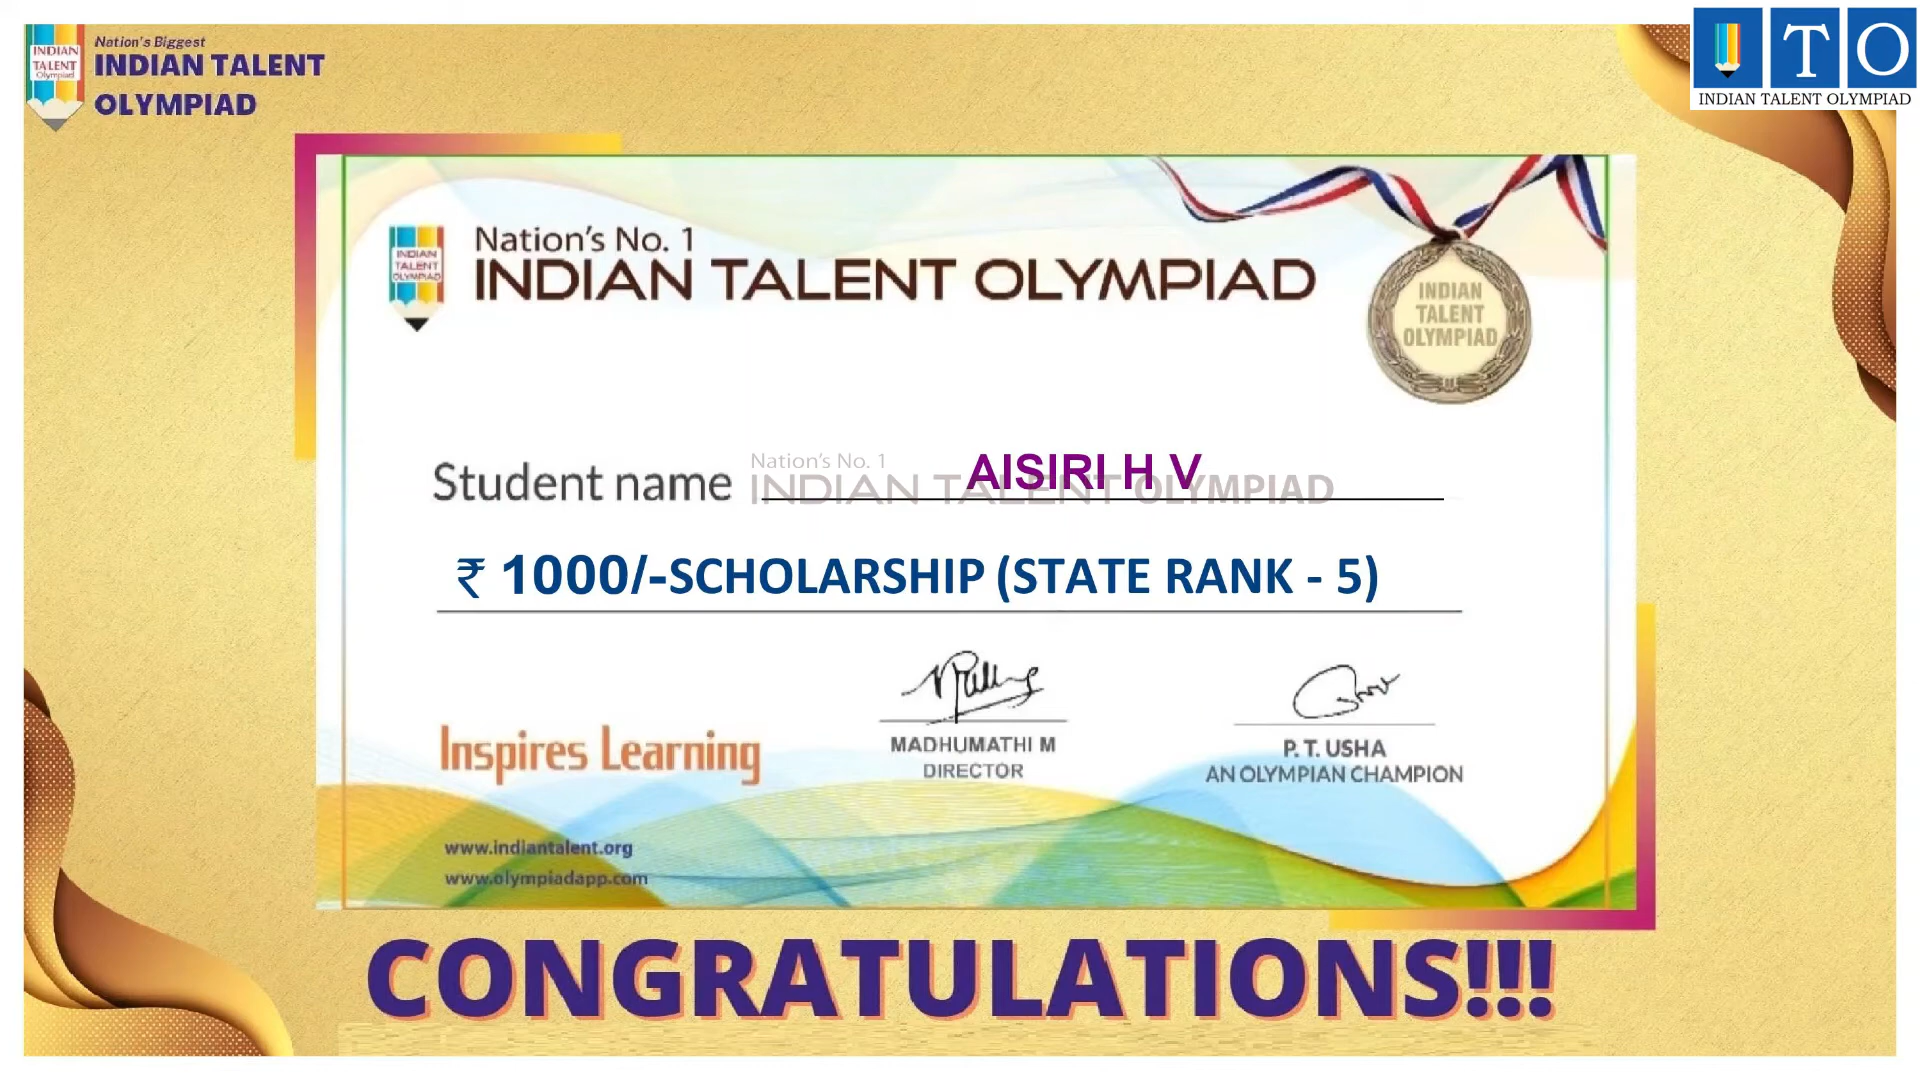 Nation's Biggest
INDIAN TALENT
OLYMPIAD
INDIAN
TALENT
Olympiad
ITO
INDIAN TALENT OLYMPIAD
Nation's No. 1
INDIAN TALENT OLYMPIAD
INDIAN
TALENT
OLYMPIAD
INDIAN
TALENT
OLYMPIAD
Student name AISIRI H V
Nation's No. 1
INDIAN TALENT OLYMPIAD
₹ 1000/-SCHOLARSHIP (STATE RANK - 5)
MADHUMATHI M
DIRECTOR
P. T. USHA
AN OLYMPIAN CHAMPION
Inspires Learning
www.indiantalent.org
www.olympiadapp.com
CONGRATULATIONS!!!